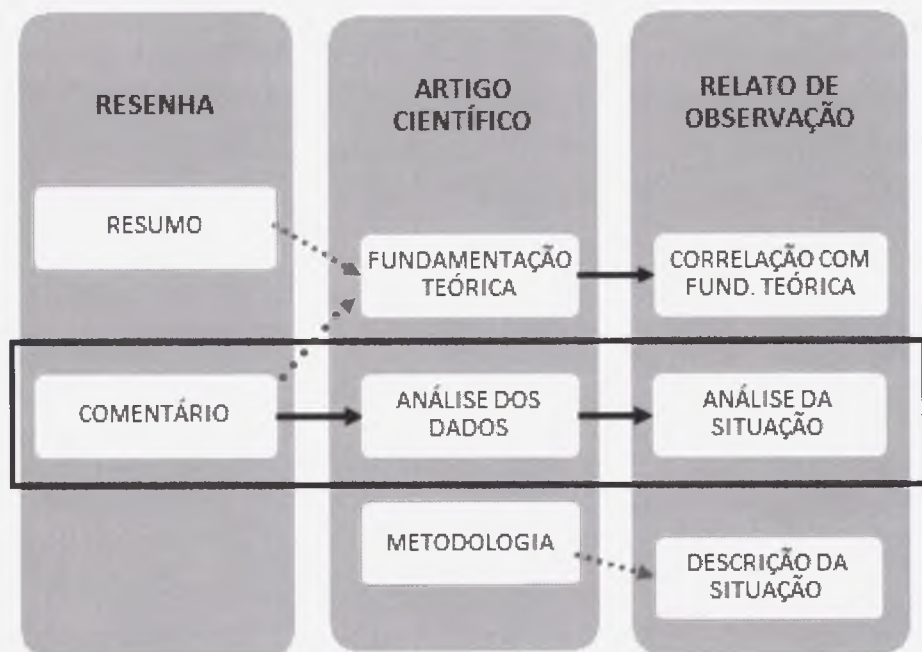 RESENHA
ARTIGO
CIENTÍFICO
RELATO DE
OBSERVAÇÃO
RESUMO
FUNDAMENTAÇÃO
TEÓRICA
CORRELAÇÃO COM
FUND. TEÓRICA
COMENTÁRIO
ANÁLISE DOS
DADOS
ANÁLISE DA
SITUAÇÃO
METODOLOGIA
DESCRIÇÃO DA
SITUAÇÃO